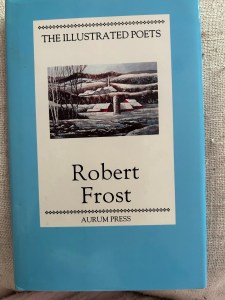 THE ILLUSTRATED POETS
Robert
Frost
AURUM PRESS